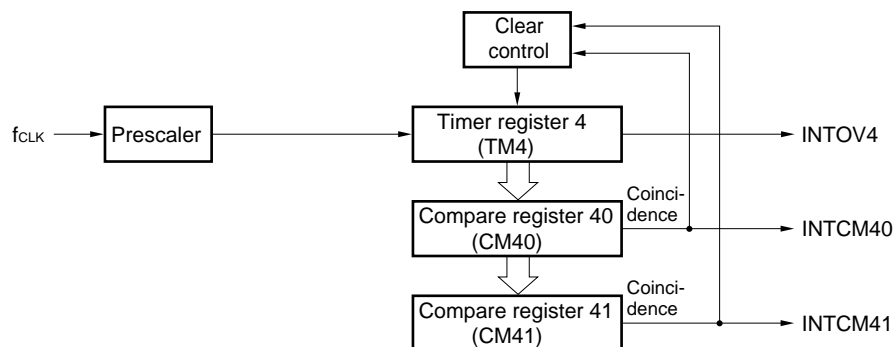 Clear
control
fCLK
Prescaler
Timer register 4
(TM4)
INTOV4
Compare register 40
(CM40)
Coinci-
dence
INTCM40
Compare register 41
(CM41)
Coinci-
dence
INTCM41